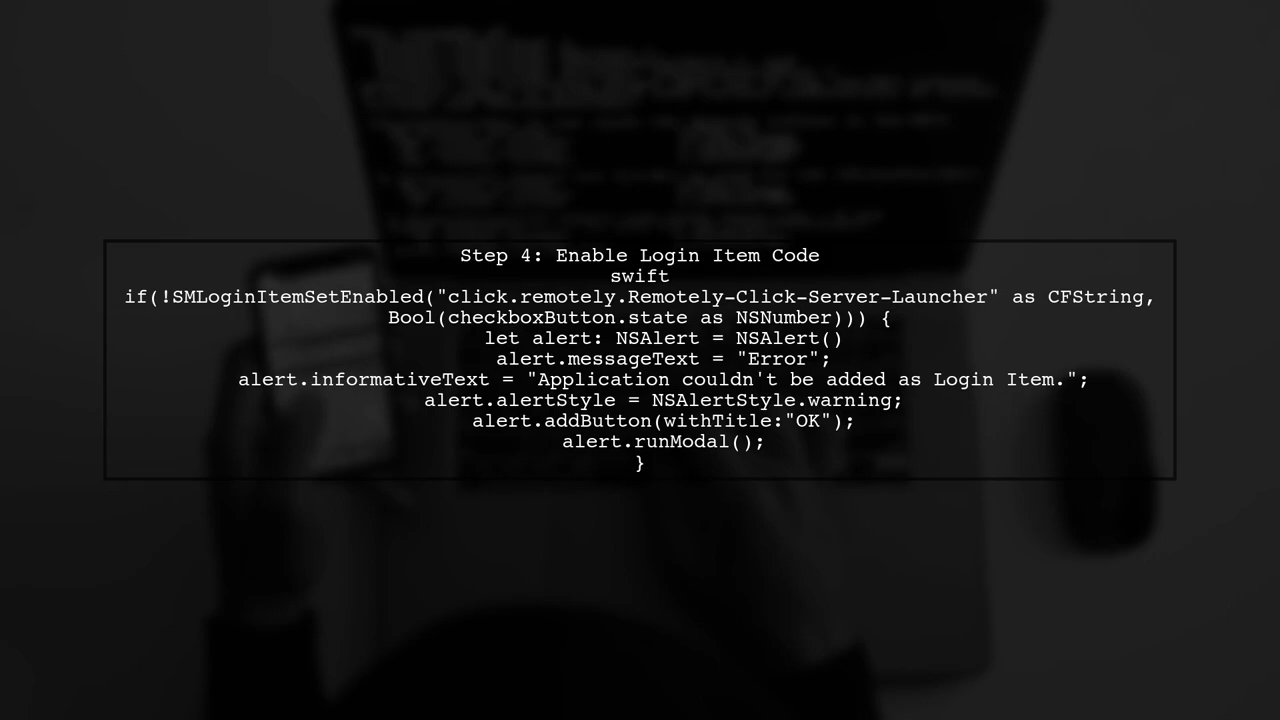 Step 4: Enable Login Item Code
swift
if(!SMLoginItemSetEnabled("click.remotely.Remotely-Click-Server-Launcher" as CFString,
Bool(checkboxButton.state as NSNumber))) {
let alert: NSAlert = NSAlert()
alert.messageText = "Error";
alert.informativeText = "Application couldn't be added as Login Item.";
alert.alertStyle = NSAlertStyle.warning;
alert.addButton(withTitle:"OK");
alert.runModal();
}